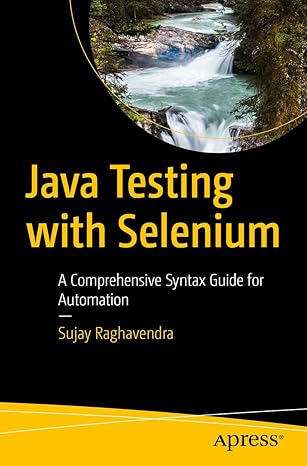 Java Testing
with Selenium
A Comprehensive Syntax Guide for
Automation
—
Sujay Raghavendra
Apress®